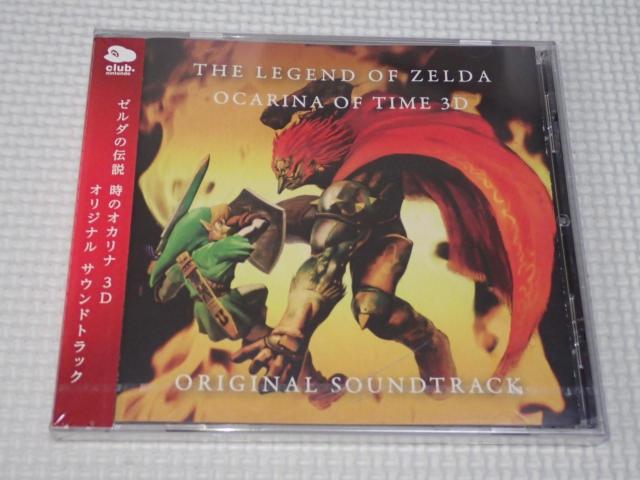 club.
nintendo
ゼルダの伝説 時のオカリナ 3D
オリジナル サウンドトラック
THE LEGEND OF ZELDA
OCARINA OF TIME 3D
ORIGINAL SOUNDTRACK